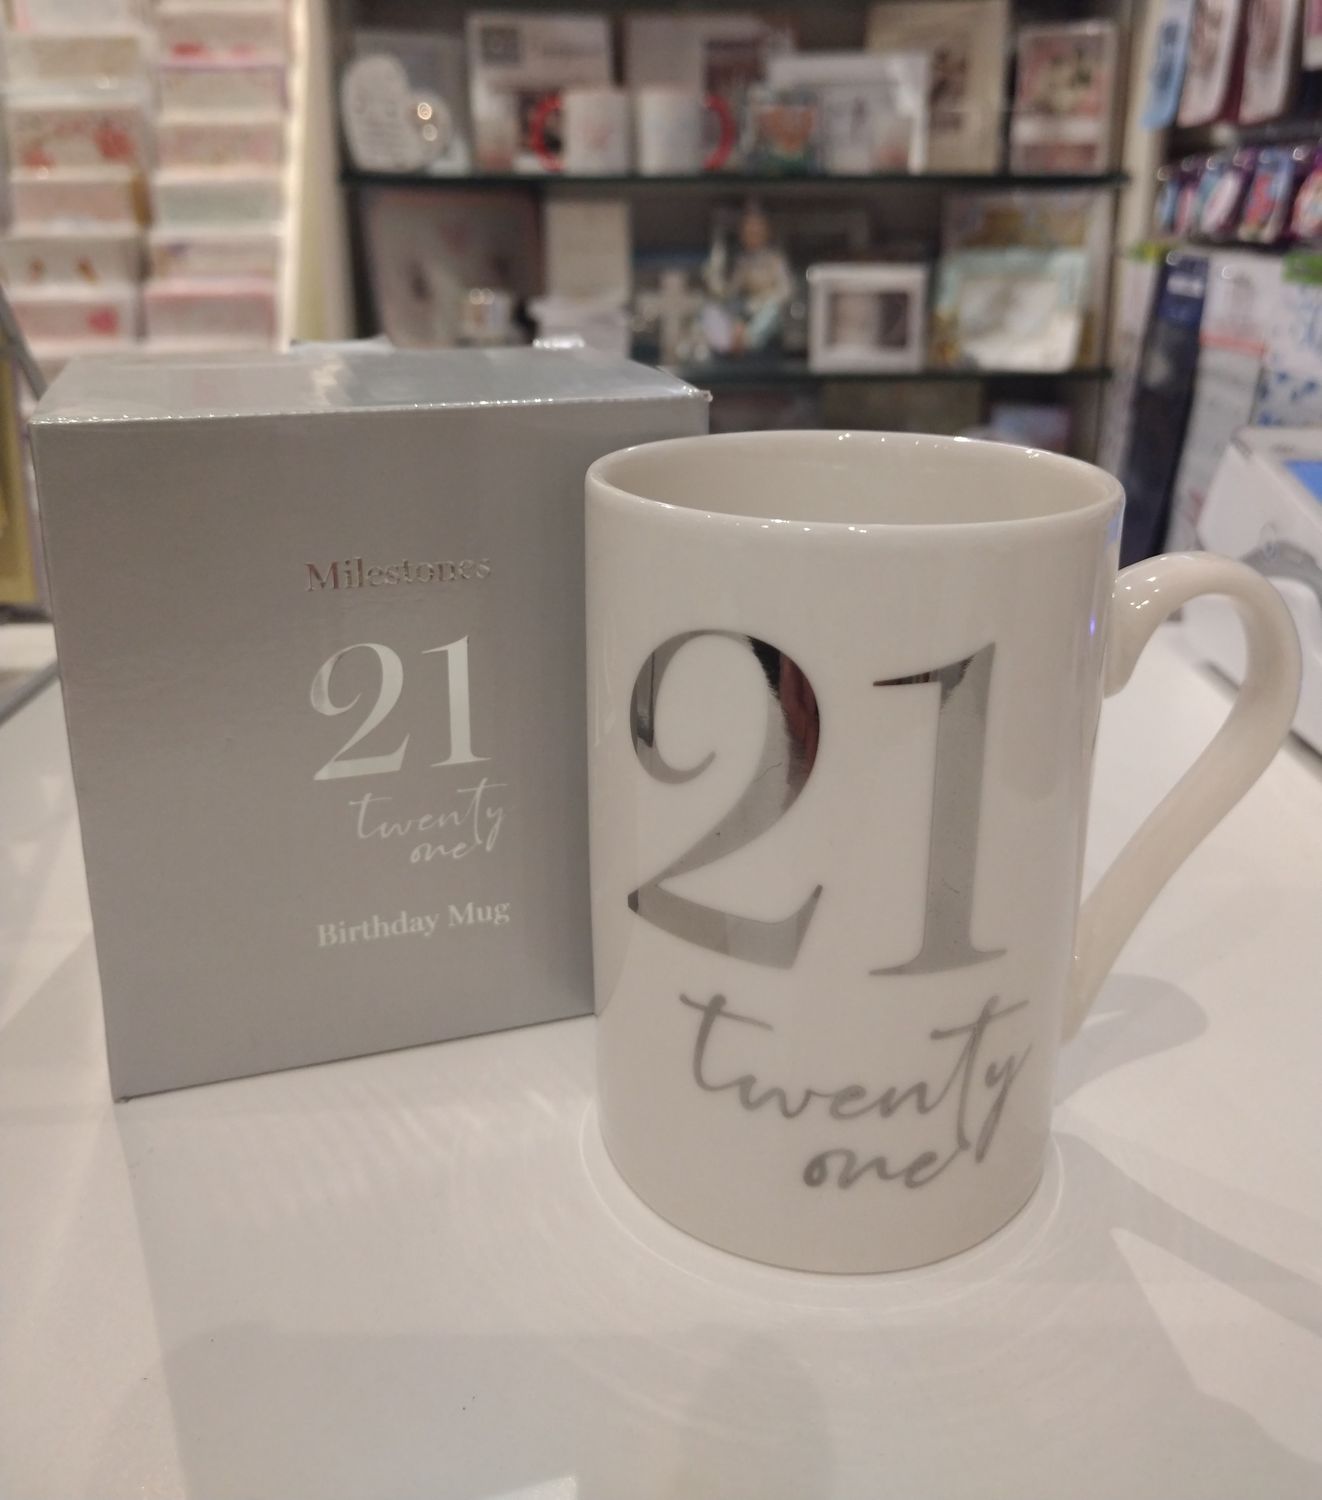 Milestones
21
twenty
one
Birthday Mug
21
twenty
one